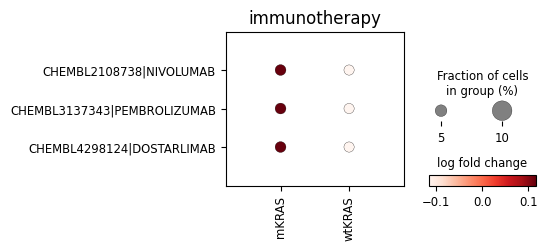 immunotherapy
CHEMBL2108738|NIVOLUMAB
CHEMBL3137343|PEMBROLIZUMAB
CHEMBL4298124|DOSTARLIMAB
mKRAS
wtKRAS
Fraction of cells
in group (%)
5 10
log fold change
−0.1 0.0 0.1